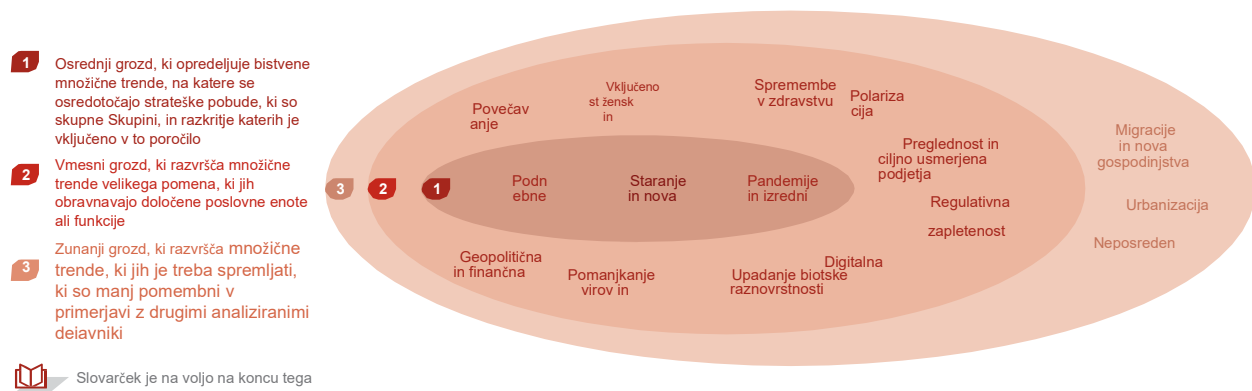 1
Osrednji grozd, ki opredeljuje bistvene
množične trende, na katere se
osredotočajo strateške pobude, ki so
skupne Skupini, in razkritje katerih je
vključeno v to poročilo
2
Vmesni grozd, ki razvršča množične
trende velikega pomena, ki jih
obravnavajo določene poslovne enote
ali funkcije
3
Zunanji grozd, ki razvršča množične
trende, ki jih je treba spremljati,
ki so manj pomembni v
primerjavi z drugimi analiziranimi
dejavniki
Slovarček je na voljo na koncu tega
Povečav
anje
Vključeno
st žensk
in
Spremembe
v zdravstvu
Polariza
cija
Preglednost in
ciljno usmerjena
podjetja
Migracije
in nova
gospodinjstva
3
2
1
Podn
ebne
Staranje
in nova
Pandemije
in izredni
Regulativna
zapletenost
Urbanizacija
Neposreden
Geopolitična
in finančna
Pomanjkanje
virov in
Upadanje biotske
raznovrstnosti
Digitalna